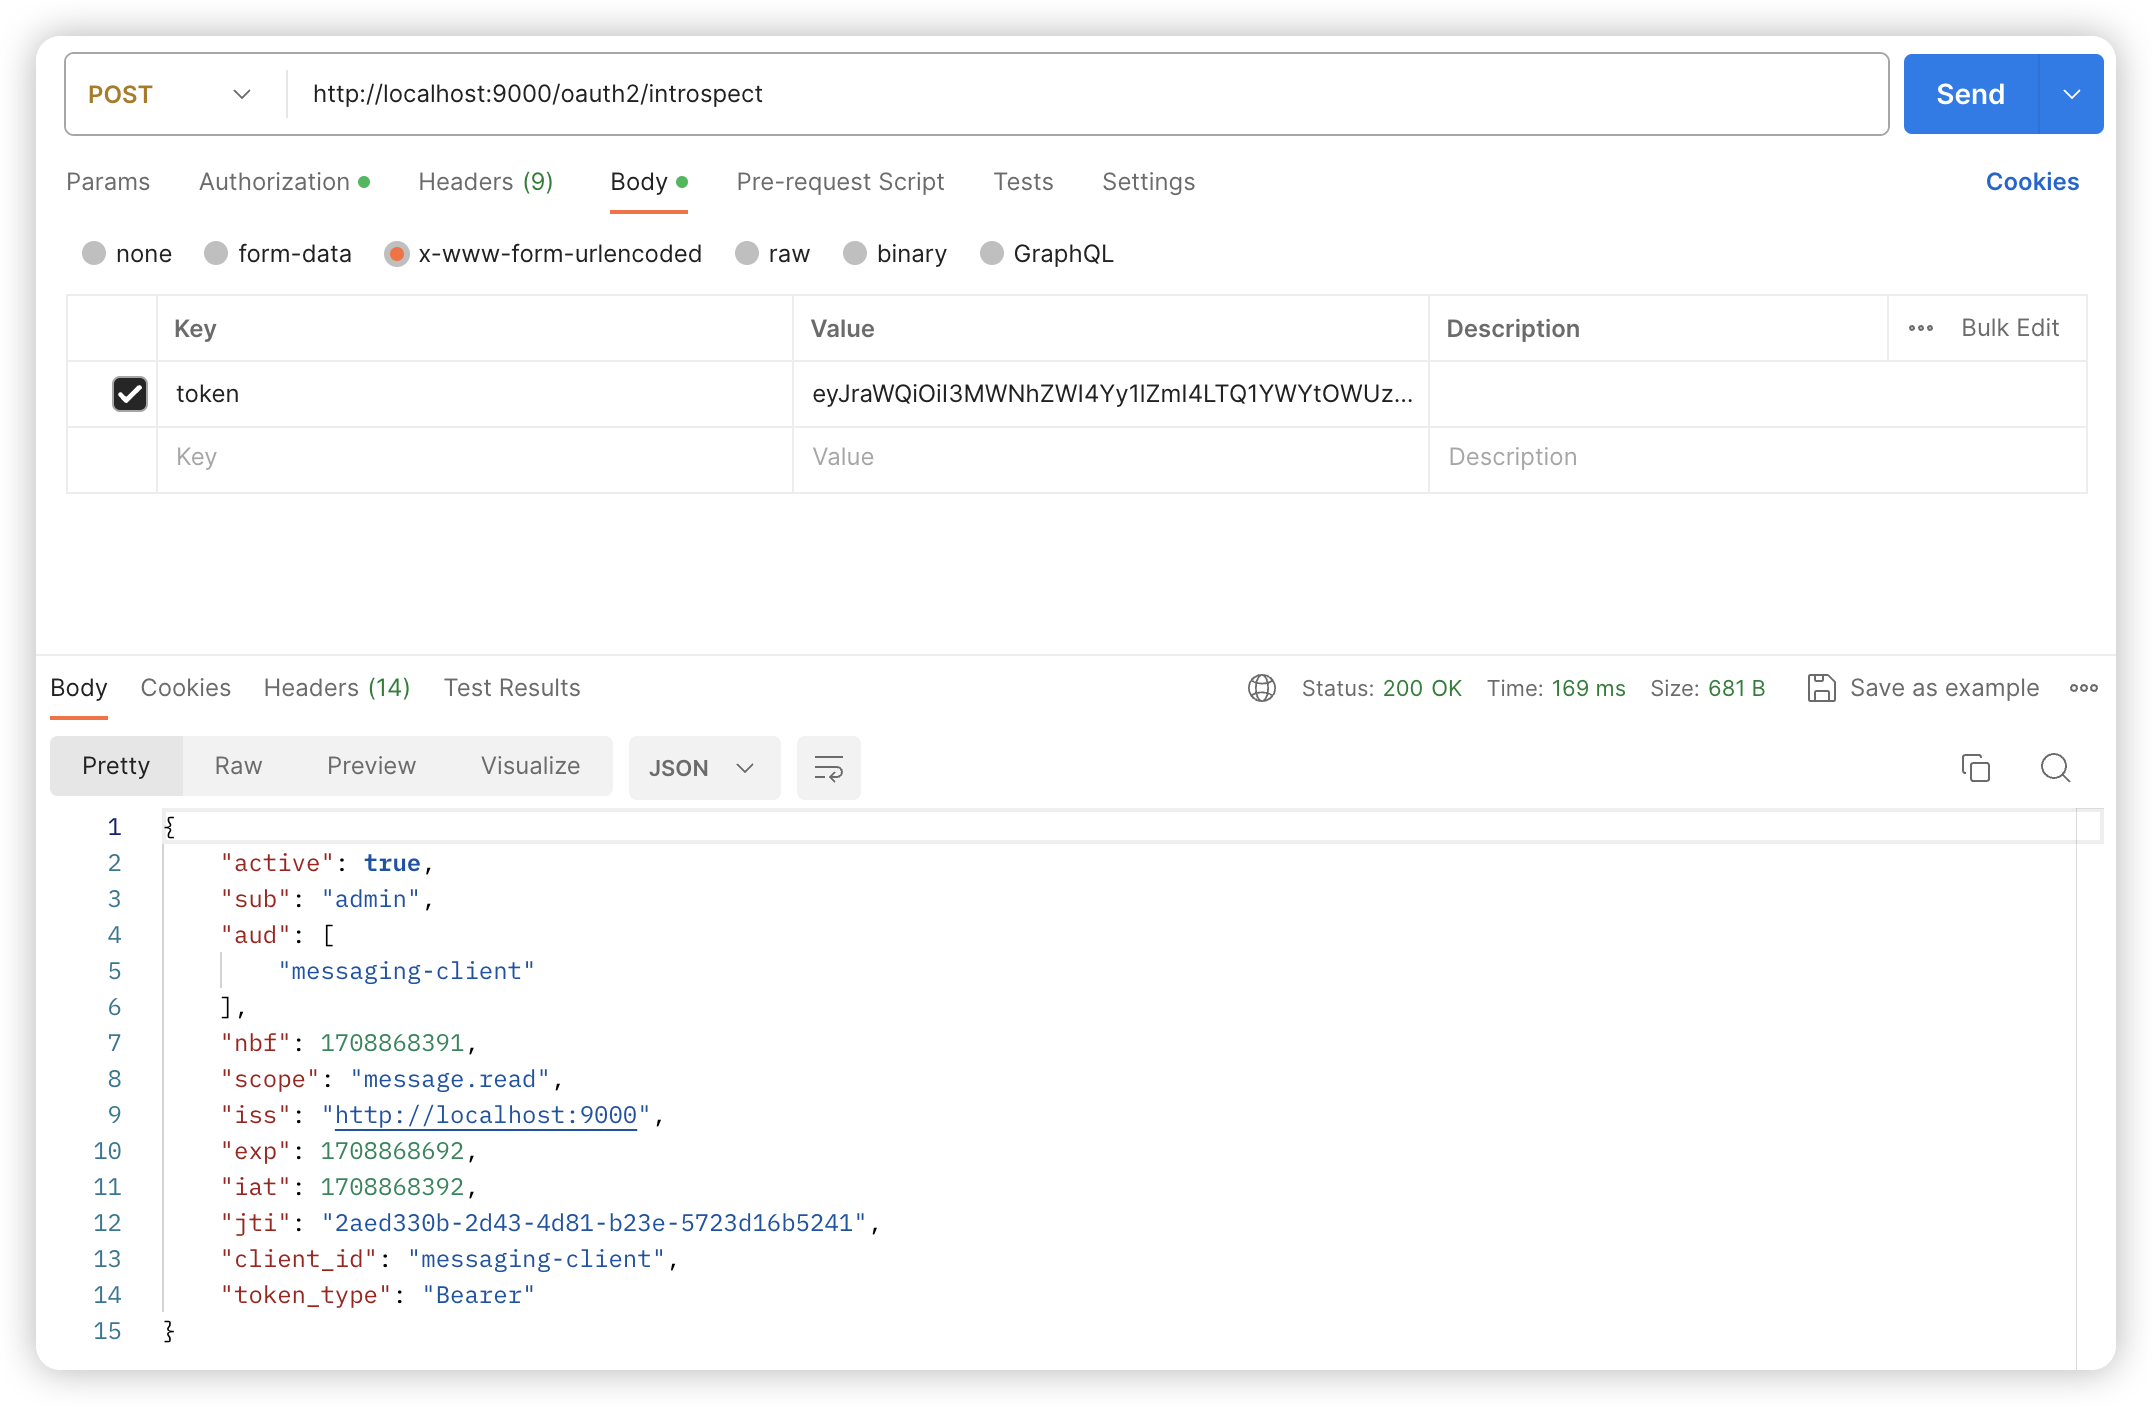 POST http://localhost:9000/oauth2/introspect Send
Params Authorization Headers (9) Body Pre-request Script Tests Settings Cookies
none form-data x-www-form-urlencoded raw binary GraphQL
Key Value Description Bulk Edit
token eyJraWQiOiI3MWNhZWI4Yy1lZmI4LTQ1YWYtOWUz...
Key Value Description
Body Cookies Headers (14) Test Results Status: 200 OK Time: 169 ms Size: 681 B Save as example
Pretty Raw Preview Visualize JSON
1 {
2 "active": true,
3 "sub": "admin",
4 "aud": [
5 "messaging-client"
6 ],
7 "nbf": 1708868391,
8 "scope": "message.read",
9 "iss": "http://localhost:9000",
10 "exp": 1708868692,
11 "iat": 1708868392,
12 "jti": "2aed330b-2d43-4d81-b23e-5723d16b5241",
13 "client_id": "messaging-client",
14 "token_type": "Bearer"
15 }